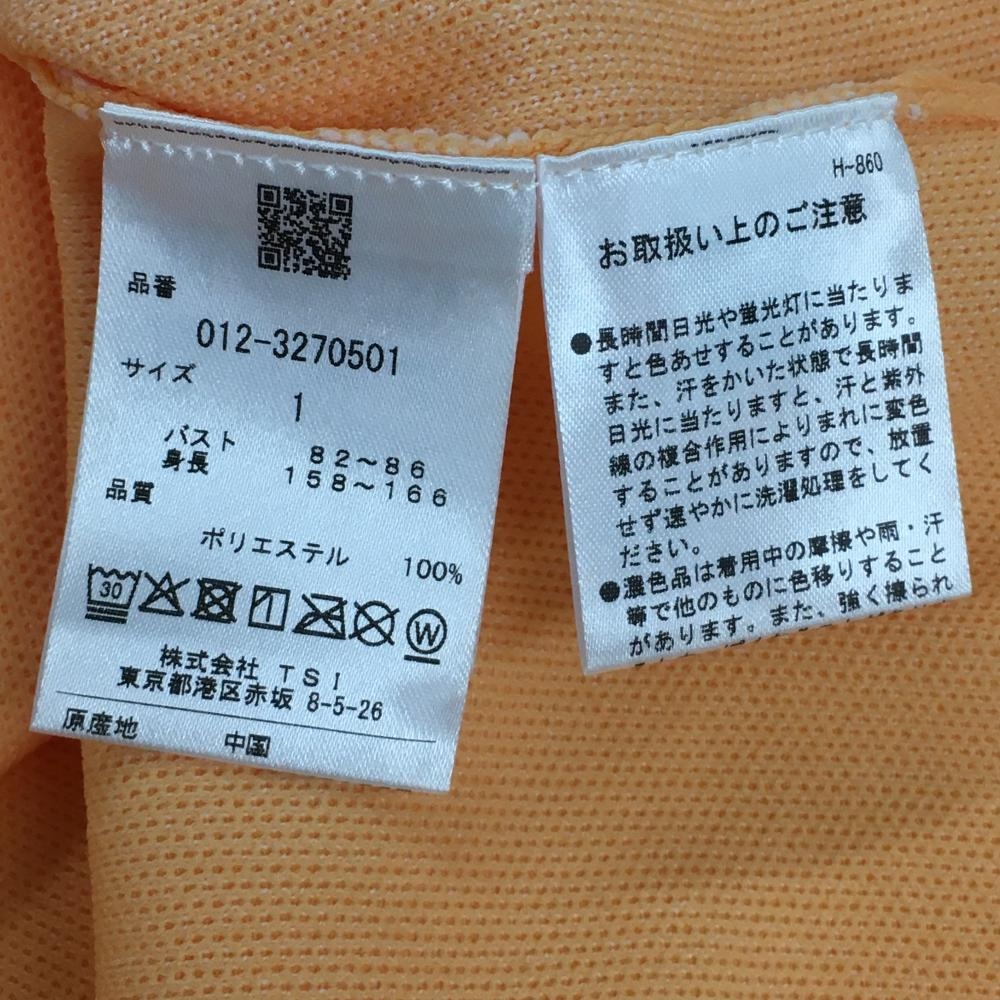 品番
012-3270501
サイズ
1
バスト 82~86
身長 158~166
品質
ポリエステル 100%
30
W
株式会社 TSI
東京都港区赤坂 8-5-26
原産地 中国
H-860
お取扱い上のご注意
●長時間日光や蛍光灯に当たりま
すと色あせすることがあります。
また、汗をかいた状態で長時間
日光に当たりますと、汗と紫外
線の複合作用によりまれに変色
することがありますので、放置
せず速やかに洗濯処理をしてく
ださい。
●濃色品は着用中の摩擦や雨・汗
等で他のものに色移りすること
があります。また、強く擦られ